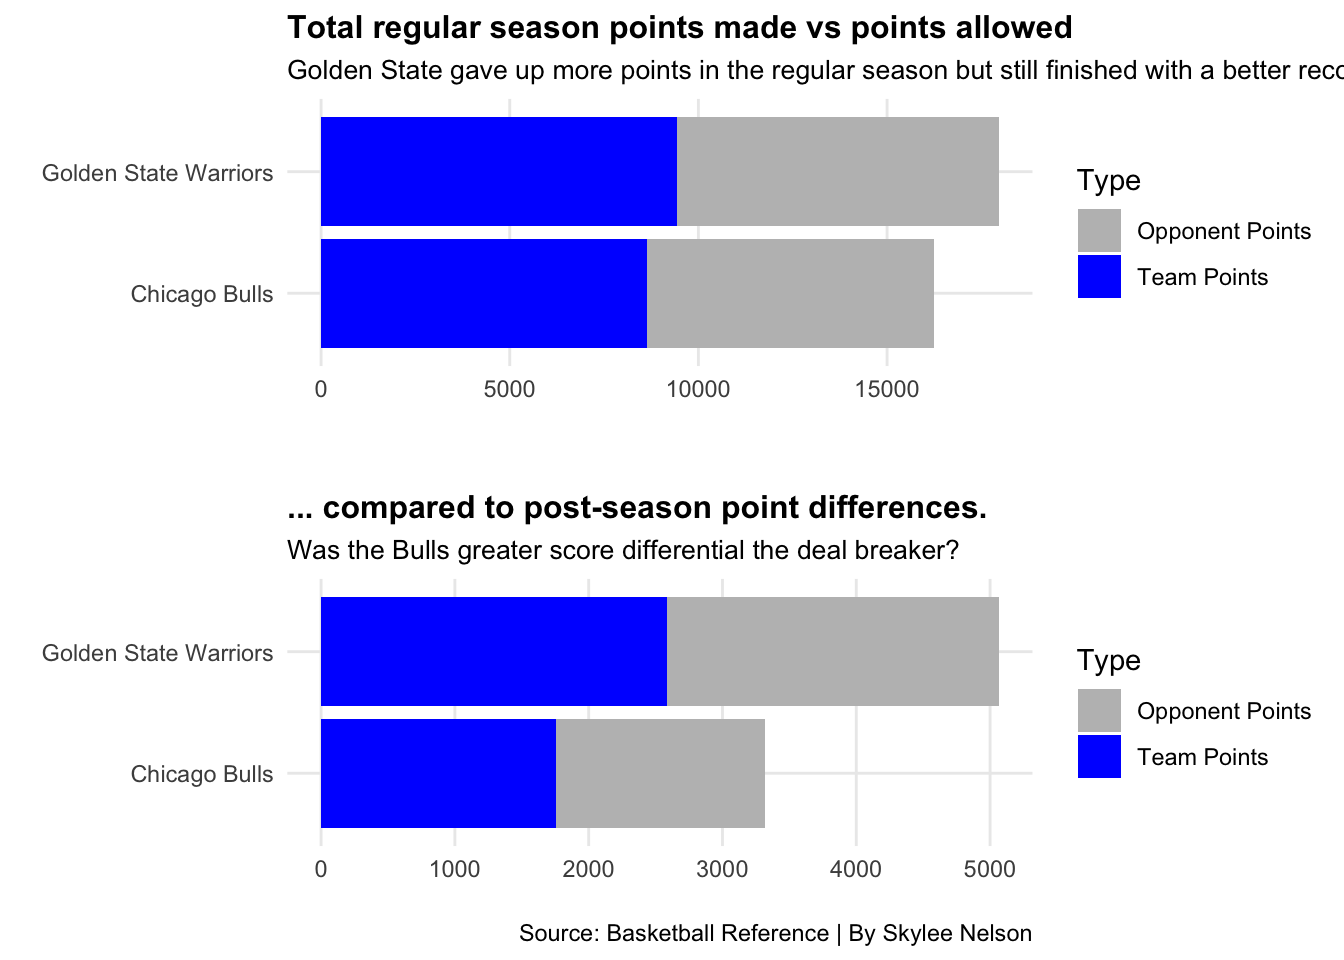 Total regular season points made vs points allowed
Golden State gave up more points in the regular season but still finished with a better reco
Golden State Warriors
Chicago Bulls
0 5000 10000 15000
Type
Opponent Points
Team Points
... compared to post-season point differences.
Was the Bulls greater score differential the deal breaker?
Golden State Warriors
Chicago Bulls
0 1000 2000 3000 4000 5000
Type
Opponent Points
Team Points
Source: Basketball Reference | By Skylee Nelson